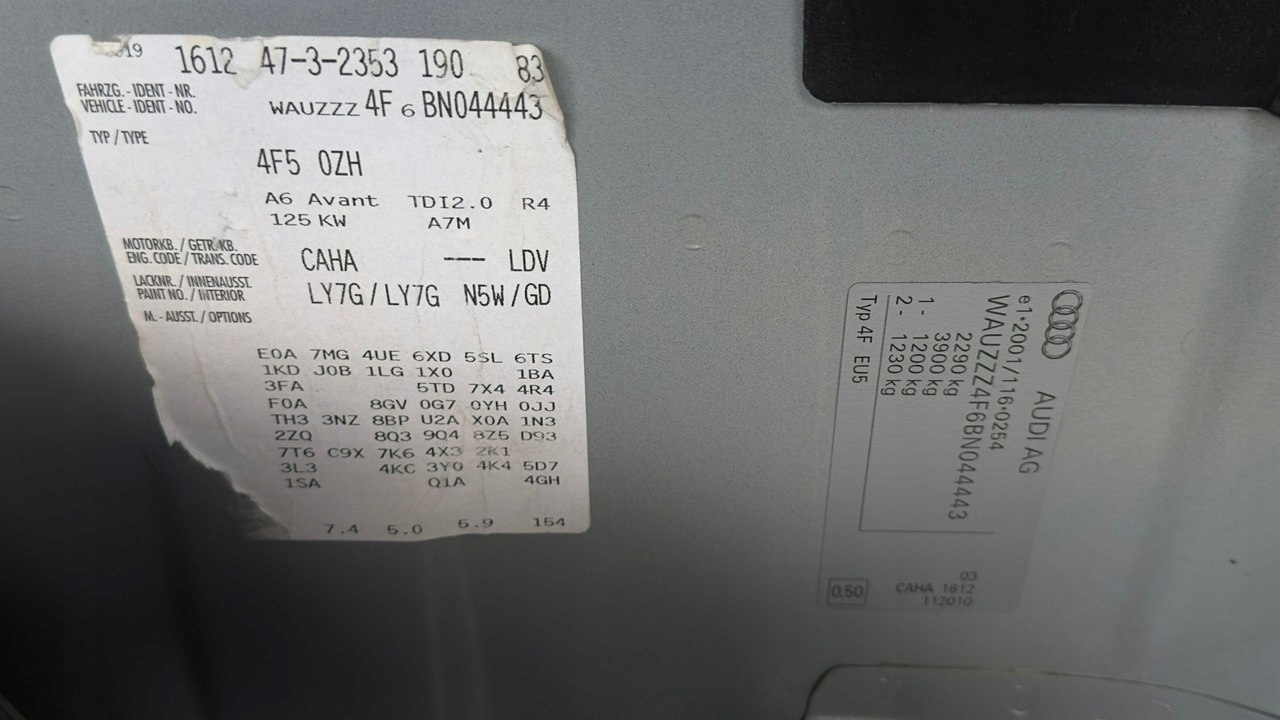 1612 47-3-2353 190 83
FAHRZG.-IDENT-NR.
VEHICLE-IDENT-NO. WAUZZZ 4F 6 BN044443
TYP/TYPE
4F5 0ZH
A6 Avant TDI2.0 R4
125 KW A7M
MOTORKB./GETR.KB.
ENG.CODE/TRANS.CODE CAHA --- LDV
LACKNR./INNENAUSST.
PAINT NO./INTERIOR LY7G/LY7G N5W/GD
M.-AUSST./OPTIONS
E0A 7MG 4UE 6XD 5SL 6TS
1KD J0B 1LG 1X0 1BA
3FA 5TD 7X4 4R4
F0A 8GV 0G7 0YH 0JJ
TH3 3NZ 8BP U2A X0A 1N3
2ZQ 8Q3 9Q4 8Z5 D93
7T6 C9X 7K6 4X3 2K1
3L3 4KC 3Y0 4K4 5D7
1SA Q1A 4GH
7.4 5.0 5.9 154
AUDI AG
e1*2001/116*0254
WAUZZZ4F6BN044443
2290 kg
3900 kg
1- 1200 kg
2- 1230 kg
Typ 4F EU5
03
CAHA 1612
112010
0.50